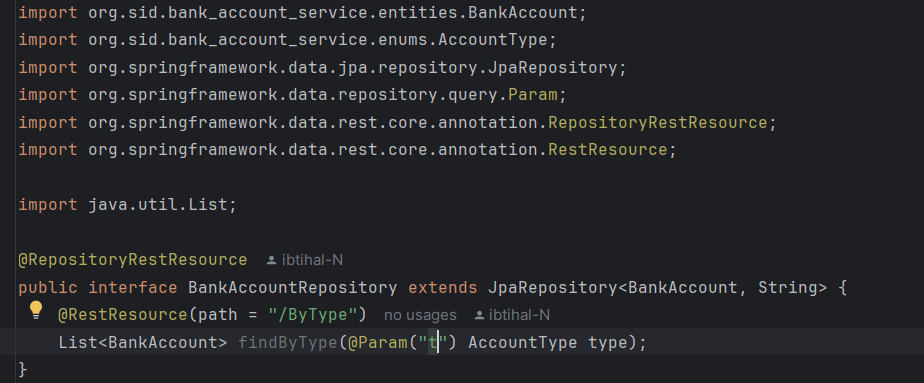 import org.sid.bank_account_service.entities.BankAccount;
import org.sid.bank_account_service.enums.AccountType;
import org.springframework.data.jpa.repository.JpaRepository;
import org.springframework.data.repository.query.Param;
import org.springframework.data.rest.core.annotation.RepositoryRestResource;
import org.springframework.data.rest.core.annotation.RestResource;

import java.util.List;

@RepositoryRestResource ibtihal-N
public interface BankAccountRepository extends JpaRepository<BankAccount, String> {
    @RestResource(path = "/ByType") no usages ibtihal-N
    List<BankAccount> findByType(@Param("t") AccountType type);
}